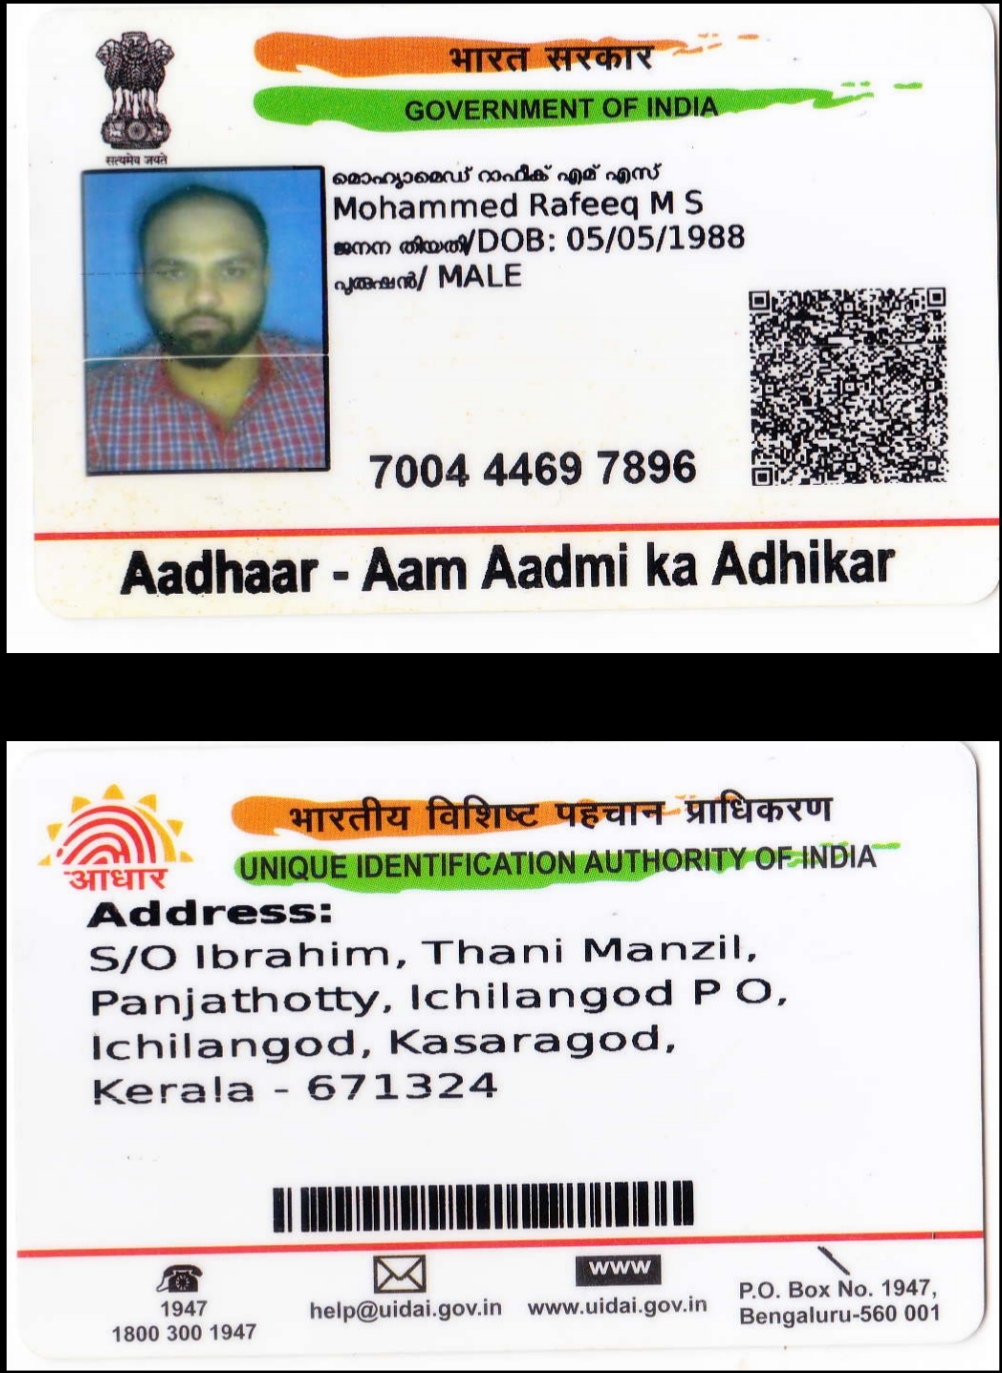 भारत सरकार
GOVERNMENT OF INDIA
सत्यमेव जयते
മൊഹ്യാമെഡ് റാഫീക് എമ് എസ്
Mohammed Rafeeq M S
ജനന തിയതി/DOB: 05/05/1988
പുരുഷൻ/ MALE
7004 4469 7896
Aadhaar - Aam Aadmi ka Adhikar
भारतीय विशिष्ट पहचान प्राधिकरण
UNIQUE IDENTIFICATION AUTHORITY OF INDIA
आधार
Address:
S/O Ibrahim, Thani Manzil,
Panjathotty, Ichilangod P O,
Ichilangod, Kasaragod,
Kerala - 671324
1947
1800 300 1947
help@uidai.gov.in
www
www.uidai.gov.in
P.O. Box No. 1947,
Bengaluru-560 001